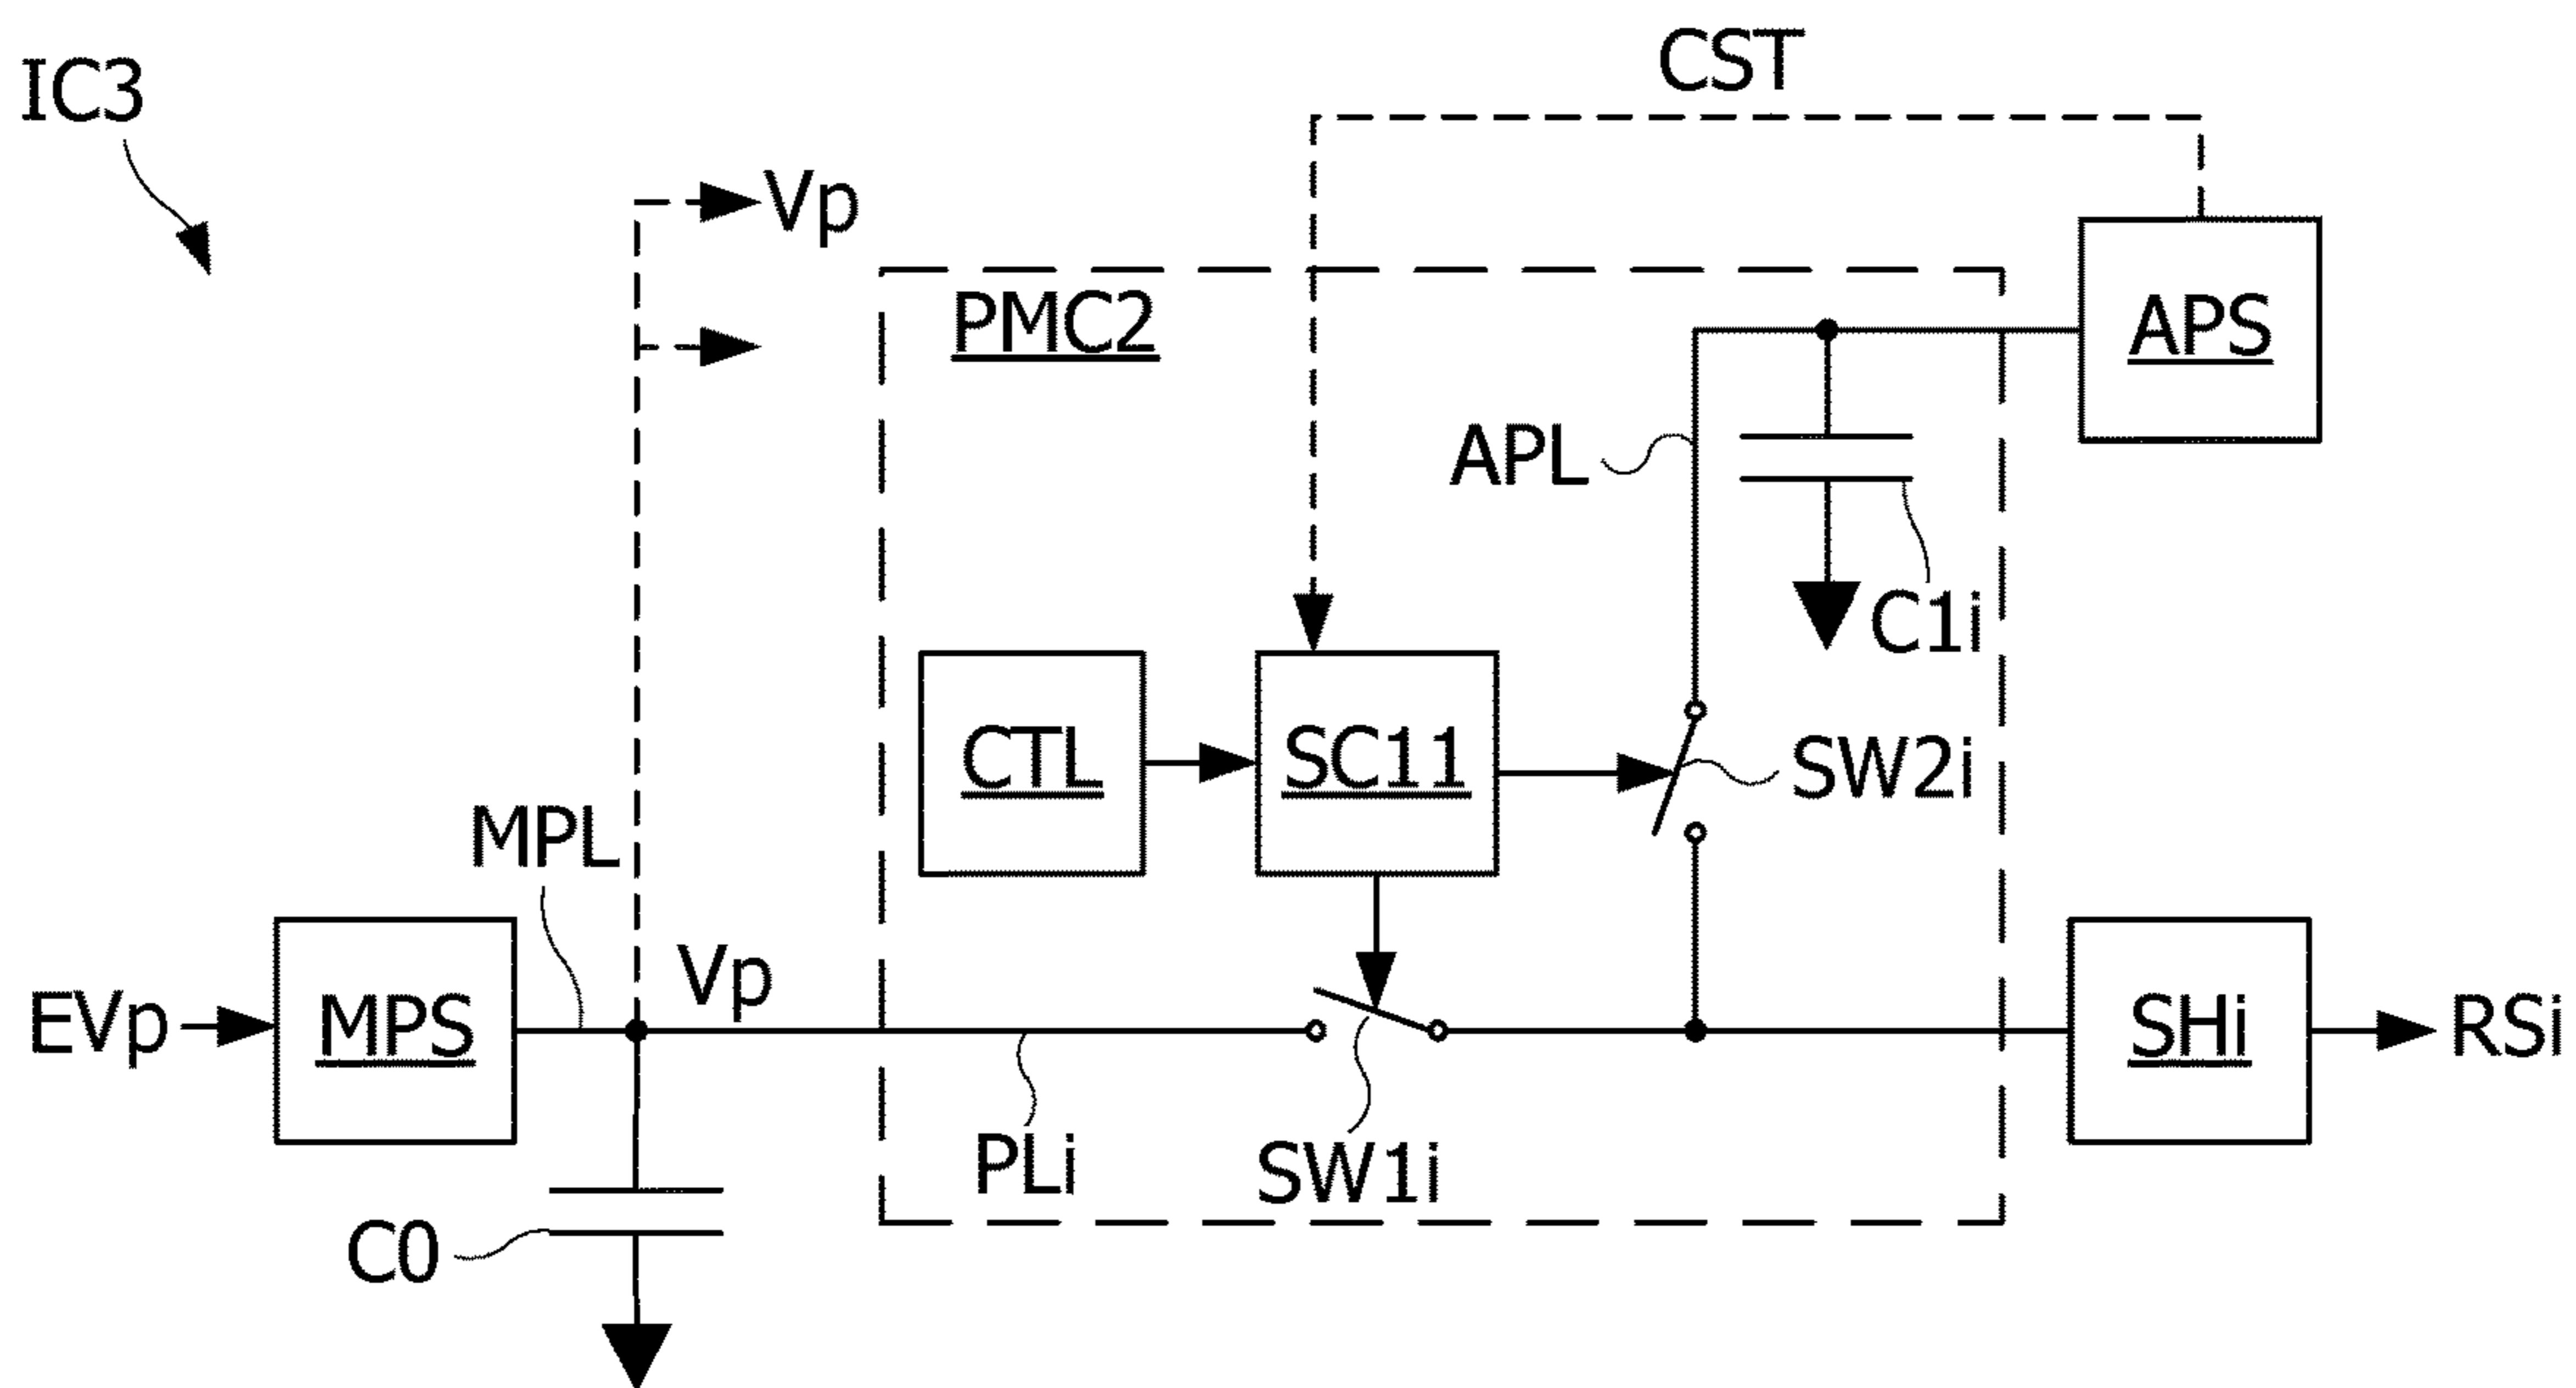 CST
IC3
Vp
PMC2
APS
APL
C1i
CTL
SC11
SW2i
MPL
Vp
EVp
MPS
SHi
RSi
PLi
SW1i
C0